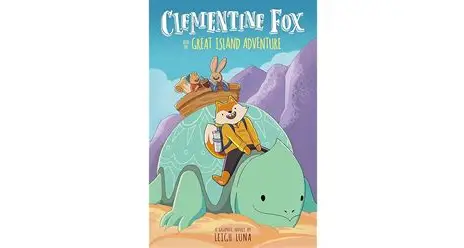 CLEMENTINE FOX
AND THE
GREAT ISLAND ADVENTURE
A GRAPHIC NOVEL BY
LEIGH LUNA